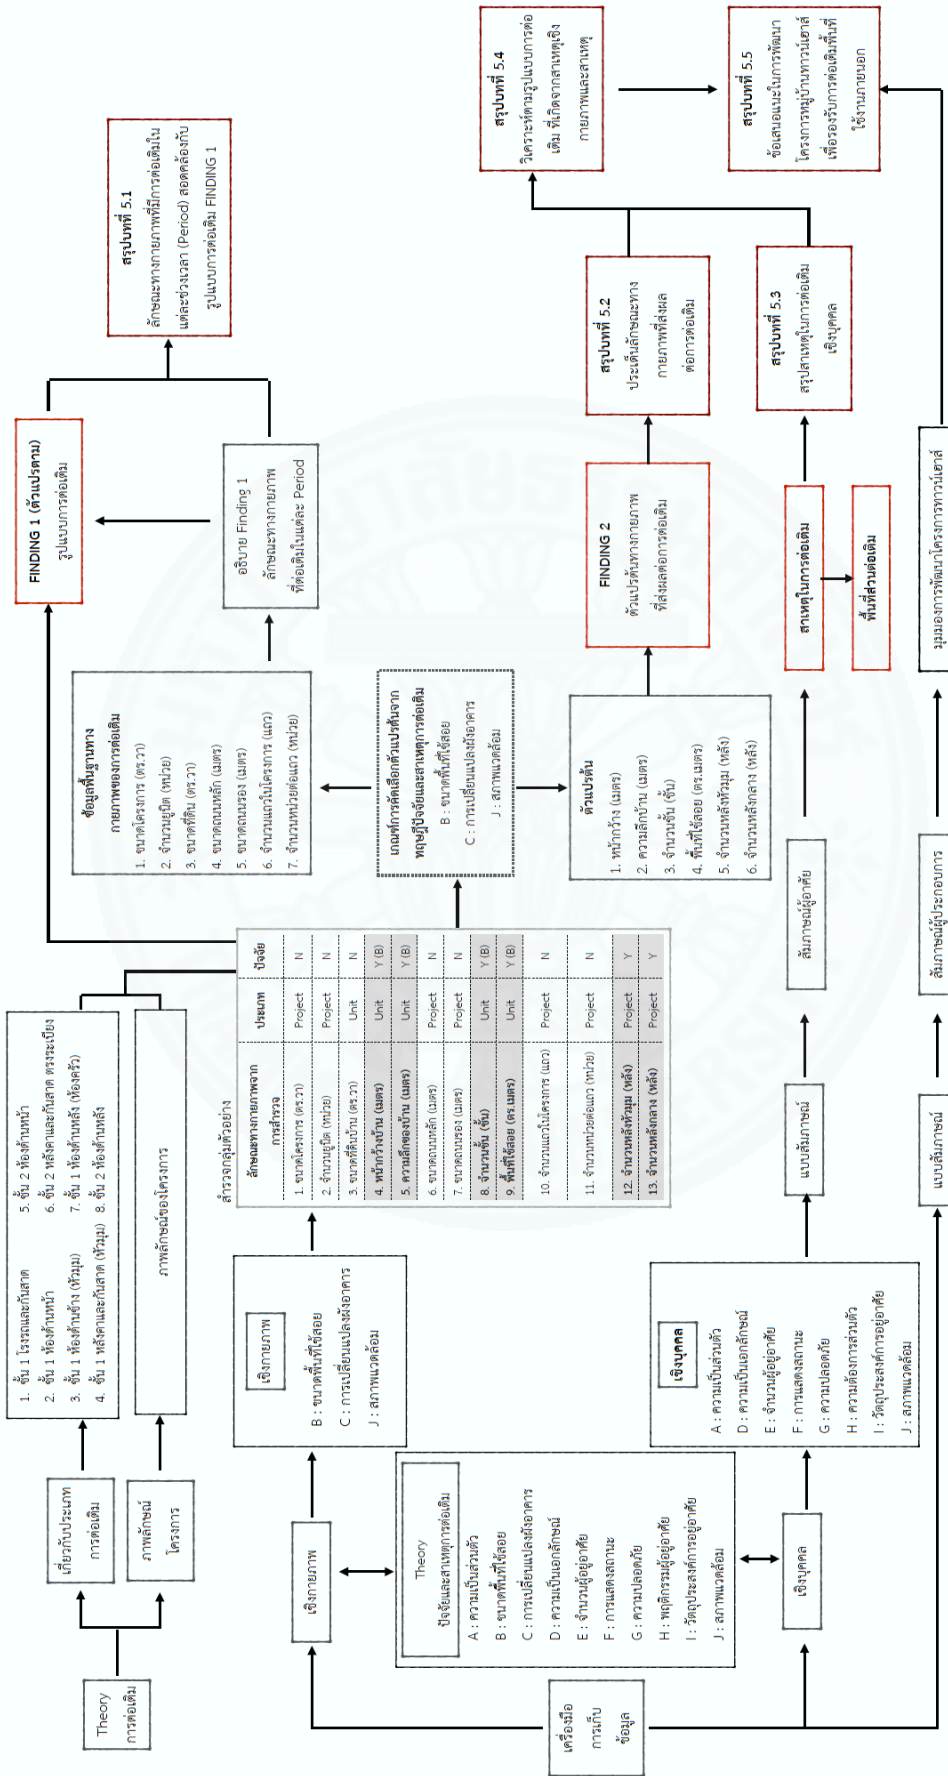 Theory
การต่อเติม
เกี่ยวกับประเภท
การต่อเติม
ภาพลักษณ์
โครงการ
1. ชั้น 1 โรงรถและกันสาด
2. ชั้น 1 ห้องด้านหน้า
3. ชั้น 1 ห้องด้านข้าง (หัวมุม)
4. ชั้น 1 หลังคาและกันสาด (หัวมุม)
5. ชั้น 2 ห้องด้านหน้า
6. ชั้น 2 หลังคาและกันสาด ตรงระเบียง
7. ชั้น 1 ห้องด้านหลัง (ห้องครัว)
8. ชั้น 2 ห้องด้านหลัง
ภาพลักษณ์ของโครงการ
FINDING 1 (ตัวแปรตาม)
รูปแบบการต่อเติม
อธิบาย Finding 1
ลักษณะทางกายภาพ
ที่ต่อเติมในแต่ละ Period
สรุปบทที่ 5.1
ลักษณะทางกายภาพที่มีการต่อเติมใน
แต่ละช่วงเวลา (Period) สอดคล้องกับ
รูปแบบการต่อเติม FINDING 1
ข้อมูลพื้นฐานทาง
กายภาพของการต่อเติม
1. ขนาดโครงการ (ตร.วา)
2. จำนวนยูนิต (หน่วย)
3. ขนาดที่ดิน (ตร.วา)
4. ขนาดถนนหลัก (เมตร)
5. ขนาดถนนรอง (เมตร)
6. จำนวนแถวในโครงการ (แถว)
7. จำนวนหน่วยต่อแถว (หน่วย)
เครื่องมือ
การเก็บ
ข้อมูล
เชิงกายภาพ
Theory
ปัจจัยและสาเหตุการต่อเติม
A : ความเป็นส่วนตัว
B : ขนาดพื้นที่ใช้สอย
C : การเปลี่ยนแปลงผังอาคาร
D : ความเป็นเอกลักษณ์
E : จำนวนผู้อยู่อาศัย
F : การแสดงสถานะ
G : ความปลอดภัย
H : พฤติกรรมผู้อยู่อาศัย
I : วัตถุประสงค์การอยู่อาศัย
J : สภาพแวดล้อม
เชิงบุคคล
เชิงกายภาพ
B : ขนาดพื้นที่ใช้สอย
C : การเปลี่ยนแปลงผังอาคาร
J : สภาพแวดล้อม
สำรวจกลุ่มตัวอย่าง
ลักษณะทางกายภาพจาก
การสำรวจ ประเภท ปัจจัย
1. ขนาดโครงการ (ตร.วา) Project N
2. จำนวนยูนิต (หน่วย) Project N
3. ขนาดที่ดินบ้าน (ตร.วา) Unit N
4. หน้ากว้างบ้าน (เมตร) Unit Y (B)
5. ความลึกของบ้าน (เมตร) Unit Y (B)
6. ขนาดถนนหลัก (เมตร) Project N
7. ขนาดถนนรอง (เมตร) Project N
8. จำนวนชั้น (ชั้น) Unit Y (B)
9. พื้นที่ใช้สอย (ตร.เมตร) Unit Y (B)
10. จำนวนแถวในโครงการ (แถว) Project N
11. จำนวนหน่วยต่อแถว (หน่วย) Project N
12. จำนวนหลังหัวมุม (หลัง) Project Y
13. จำนวนหลังกลาง (หลัง) Project Y
เกณฑ์การคัดเลือกตัวแปรต้นจาก
ทฤษฎีปัจจัยและสาเหตุการต่อเติม
B : ขนาดพื้นที่ใช้สอย
C : การเปลี่ยนแปลงผังอาคาร
J : สภาพแวดล้อม
ตัวแปรต้น
1. หน้ากว้าง (เมตร)
2. ความลึกบ้าน (เมตร)
3. จำนวนชั้น (ชั้น)
4. พื้นที่ใช้สอย (ตร.เมตร)
5. จำนวนหลังหัวมุม (หลัง)
6. จำนวนหลังกลาง (หลัง)
FINDING 2
ตัวแปรต้นทางกายภาพ
ที่ส่งผลต่อการต่อเติม
สรุปบทที่ 5.2
ประเด็นลักษณะทาง
กายภาพที่ส่งผล
ต่อการต่อเติม
สรุปบทที่ 5.4
วิเคราะห์ตามรูปแบบการต่อ
เติม ที่เกิดจากสาเหตุเชิง
กายภาพและสาเหตุ
เชิงบุคคล
A : ความเป็นส่วนตัว
D : ความเป็นเอกลักษณ์
E : จำนวนผู้อยู่อาศัย
F : การแสดงสถานะ
G : ความปลอดภัย
H : ความต้องการส่วนตัว
I : วัตถุประสงค์การอยู่อาศัย
J : สภาพแวดล้อม
แบบสัมภาษณ์
สัมภาษณ์ผู้อาศัย
สาเหตุในการต่อเติม
พื้นที่ส่วนต่อเติม
สรุปบทที่ 5.3
สรุปสาเหตุในการต่อเติม
เชิงบุคคล
สรุปบทที่ 5.5
ข้อเสนอแนะในการพัฒนา
โครงการหมู่บ้านทาวน์เฮาส์
เพื่อรองรับการต่อเติมพื้นที่
ใช้งานภายนอก
แบบสัมภาษณ์
สัมภาษณ์ผู้ประกอบการ
มุมมองการพัฒนาโครงการทาวน์เฮาส์